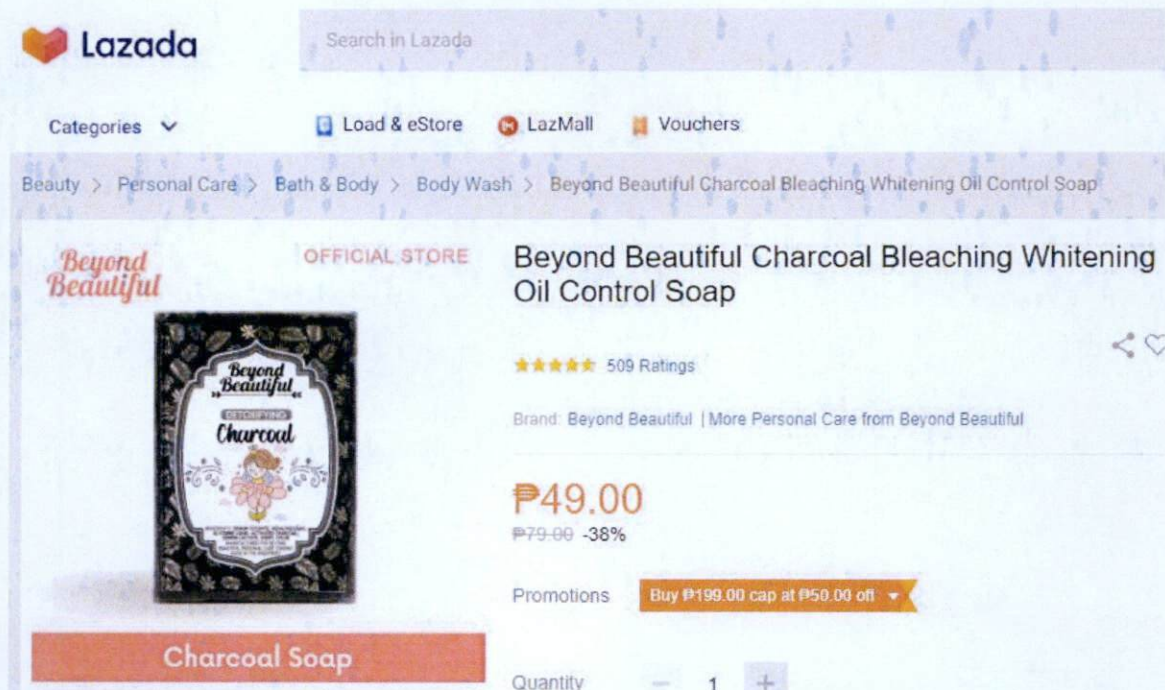 Lazada
Search in Lazada
Categories
Load & eStore
LazMall
Vouchers
Beauty > Personal Care > Bath & Body > Body Wash > Beyond Beautiful Charcoal Bleaching Whitening Oil Control Soap
Beyond
Beautiful
OFFICIAL STORE
Beyond
Beautiful
DETOXIFYING
Charcoal
Charcoal Soap
Beyond Beautiful Charcoal Bleaching Whitening
Oil Control Soap
509 Ratings
Brand: Beyond Beautiful | More Personal Care from Beyond Beautiful
₱49.00
₱79.00 -38%
Promotions
Buy ₱199.00 cap at ₱50.00 off
Quantity
− 1 +